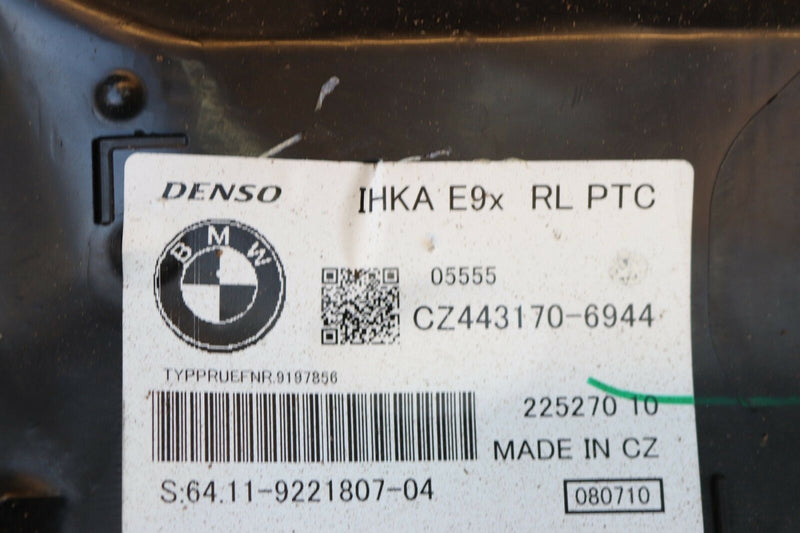 DENSO IHKA E9x RL PTC
BMW
05555
CZ443170-6944
TYPPRUEFNR.9197856
225270 10
MADE IN CZ
S:64.11-9221807-04
080710